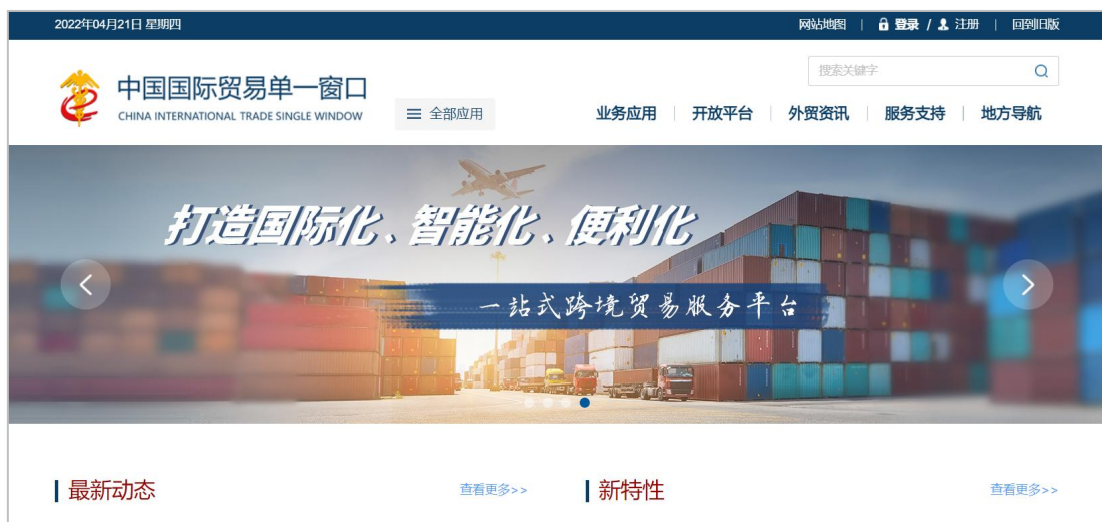 2022年04月21日 星期四
网站地图 | 登录 / 注册 | 回到旧版
搜索关键字
中国国际贸易单一窗口
CHINA INTERNATIONAL TRADE SINGLE WINDOW
全部应用
业务应用 | 开放平台 | 外贸资讯 | 服务支持 | 地方导航
打造国际化、智能化、便利化
一站式跨境贸易服务平台
最新动态 查看更多>>
新特性 查看更多>>